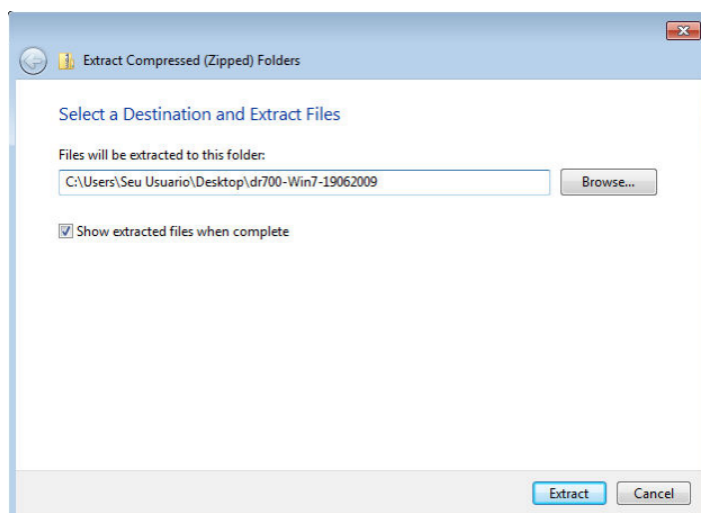 Extract Compressed (Zipped) Folders
Select a Destination and Extract Files
Files will be extracted to this folder:
C:\Users\Seu Usuario\Desktop\dr700-Win7-19062009
Browse...
Show extracted files when complete
Extract
Cancel